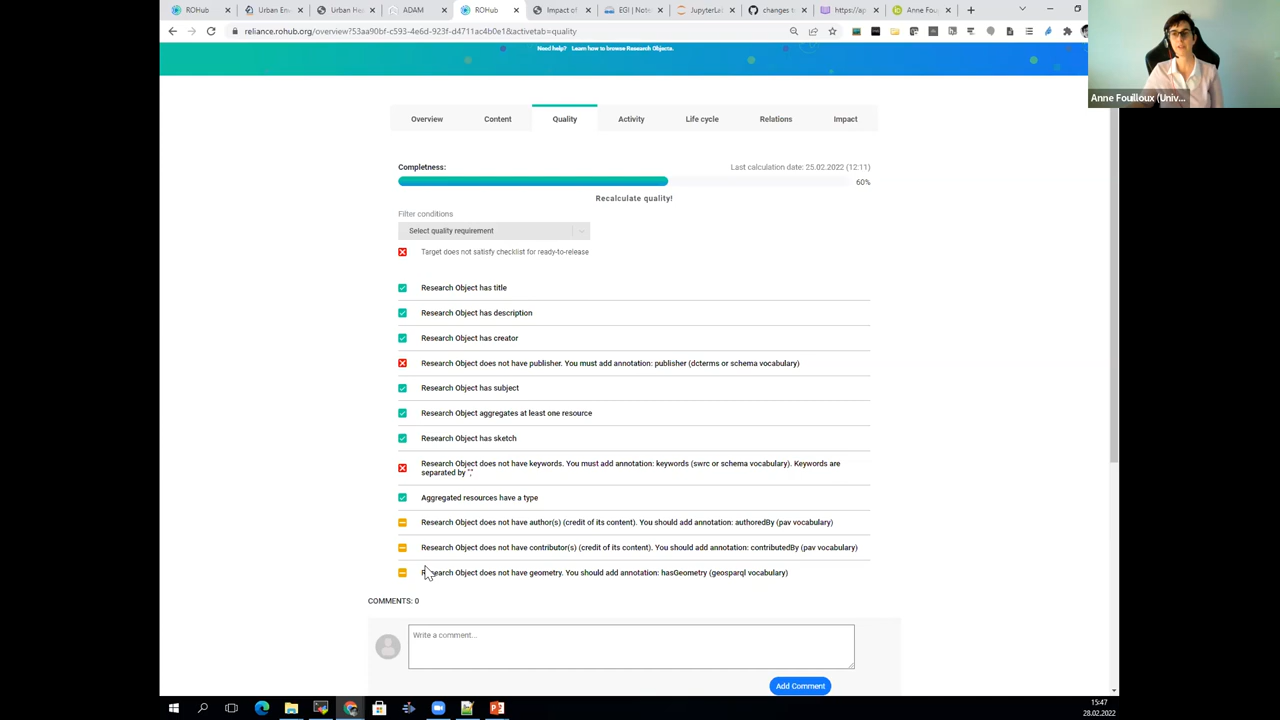 ROHub
Urban Env
Urban Hea
ADAM
ROHub
Impact of
EGI | Note
JupyterLab
changes to
https://ap
Anne Foui
reliance.rohub.org/overview?53aa90bf-c593-4e6d-923f-d4711ac4b0e1&activetab=quality
Need help? Learn how to browse Research Objects.
Anne Fouilloux (Univ...
Overview
Content
Quality
Activity
Life cycle
Relations
Impact
Completness:
Last calculation date: 25.02.2022 (12:11)
60%
Recalculate quality!
Filter conditions
Select quality requirement
Target does not satisfy checklist for ready-to-release
Research Object has title
Research Object has description
Research Object has creator
Research Object does not have publisher. You must add annotation: publisher (dcterms or schema vocabulary)
Research Object has subject
Research Object aggregates at least one resource
Research Object has sketch
Research Object does not have keywords. You must add annotation: keywords (swrc or schema vocabulary). Keywords are
separated by ","
Aggregated resources have a type
Research Object does not have author(s) (credit of its content). You should add annotation: authoredBy (pav vocabulary)
Research Object does not have contributor(s) (credit of its content). You should add annotation: contributedBy (pav vocabulary)
Research Object does not have geometry. You should add annotation: hasGeometry (geosparql vocabulary)
COMMENTS: 0
Write a comment...
Add Comment
15:47
28.02.2022